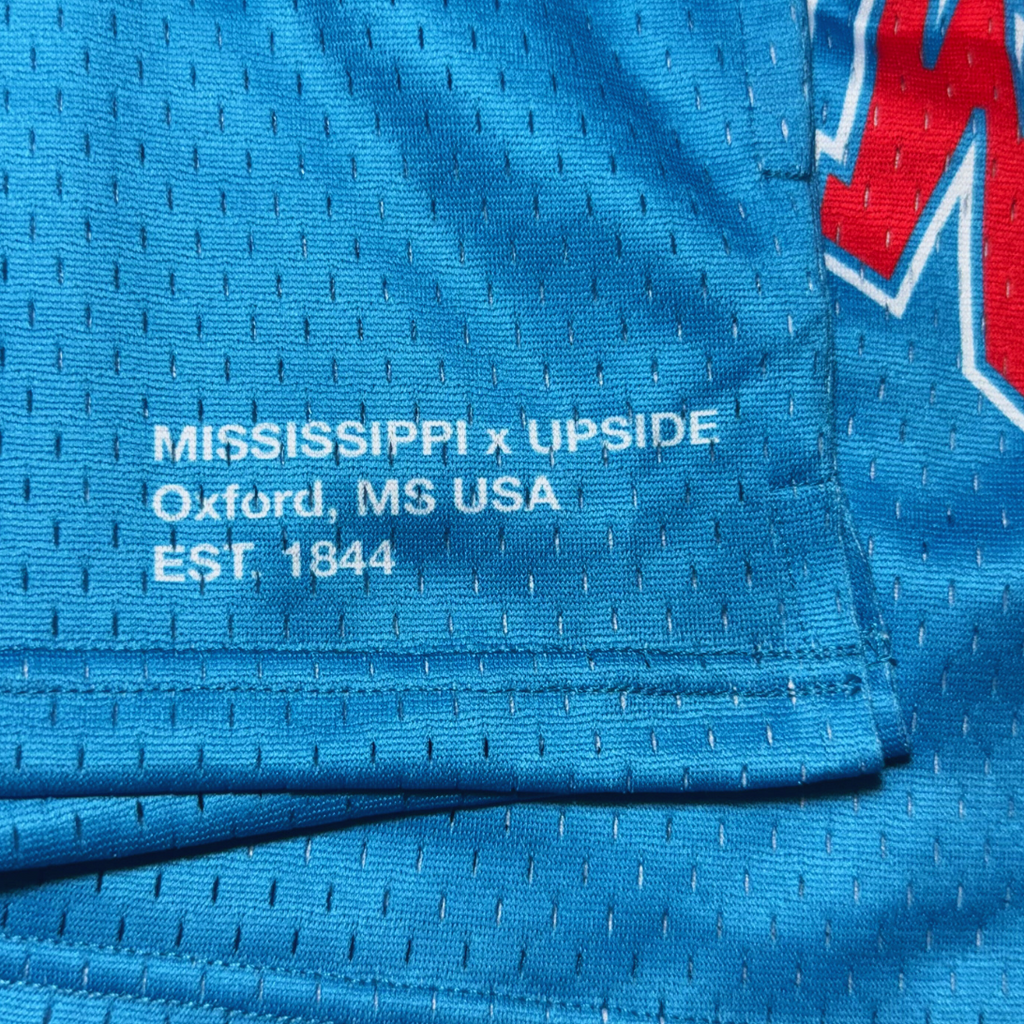 MISSISSIPPI x UPSIDE
Oxford, MS USA
EST. 1844